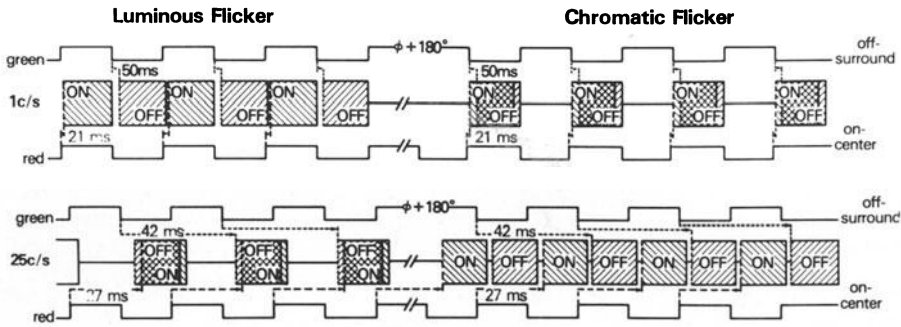 Luminous Flicker Chromatic Flicker
green ϕ+180° off-
surround
50ms 50ms
1c/s ON OFF ON OFF ON OFF ON OFF ON OFF ON OFF ON OFF
21 ms 21 ms
red on-
center
green ϕ+180° off-
surround
42 ms 42 ms
25c/s OFF ON OFF ON OFF ON ON OFF ON OFF ON OFF ON OFF
27 ms 27 ms
red on-
center